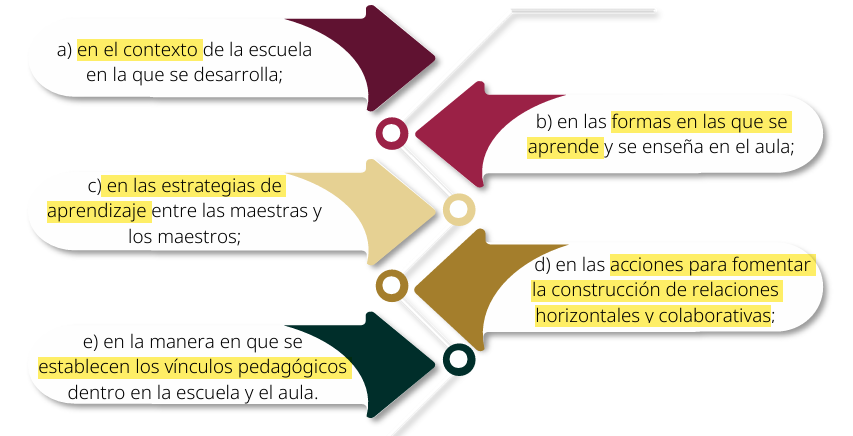 a) en el contexto de la escuela
en la que se desarrolla;
b) en las formas en las que se
aprende y se enseña en el aula;
c) en las estrategias de
aprendizaje entre las maestras y
los maestros;
d) en las acciones para fomentar
la construcción de relaciones
horizontales y colaborativas;
e) en la manera en que se
establecen los vínculos pedagógicos
dentro en la escuela y el aula.